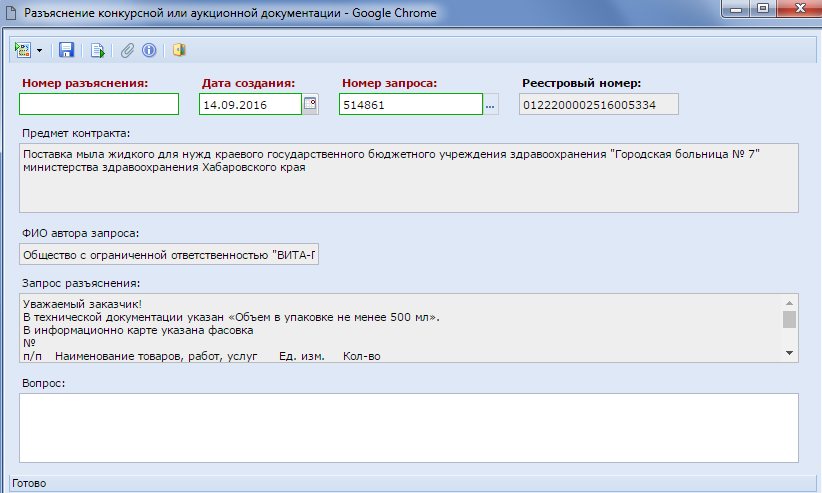 Разъяснение конкурсной или аукционной документации - Google Chrome
Номер разъяснения: Дата создания: Номер запроса: Реестровый номер:
14.09.2016 514861 ... 0122200002516005334
Предмет контракта:
Поставка мыла жидкого для нужд краевого государственного бюджетного учреждения здравоохранения "Городская больница № 7"
министерства здравоохранения Хабаровского края
ФИО автора запроса:
Общество с ограниченной ответственностью "ВИТА-П
Запрос разъяснения:
Уважаемый заказчик!
В технической документации указан «Объем в упаковке не менее 500 мл».
В информационно карте указана фасовка
№
п/п Наименование товаров, работ, услуг Ед. изм. Кол-во
Вопрос:
Готово